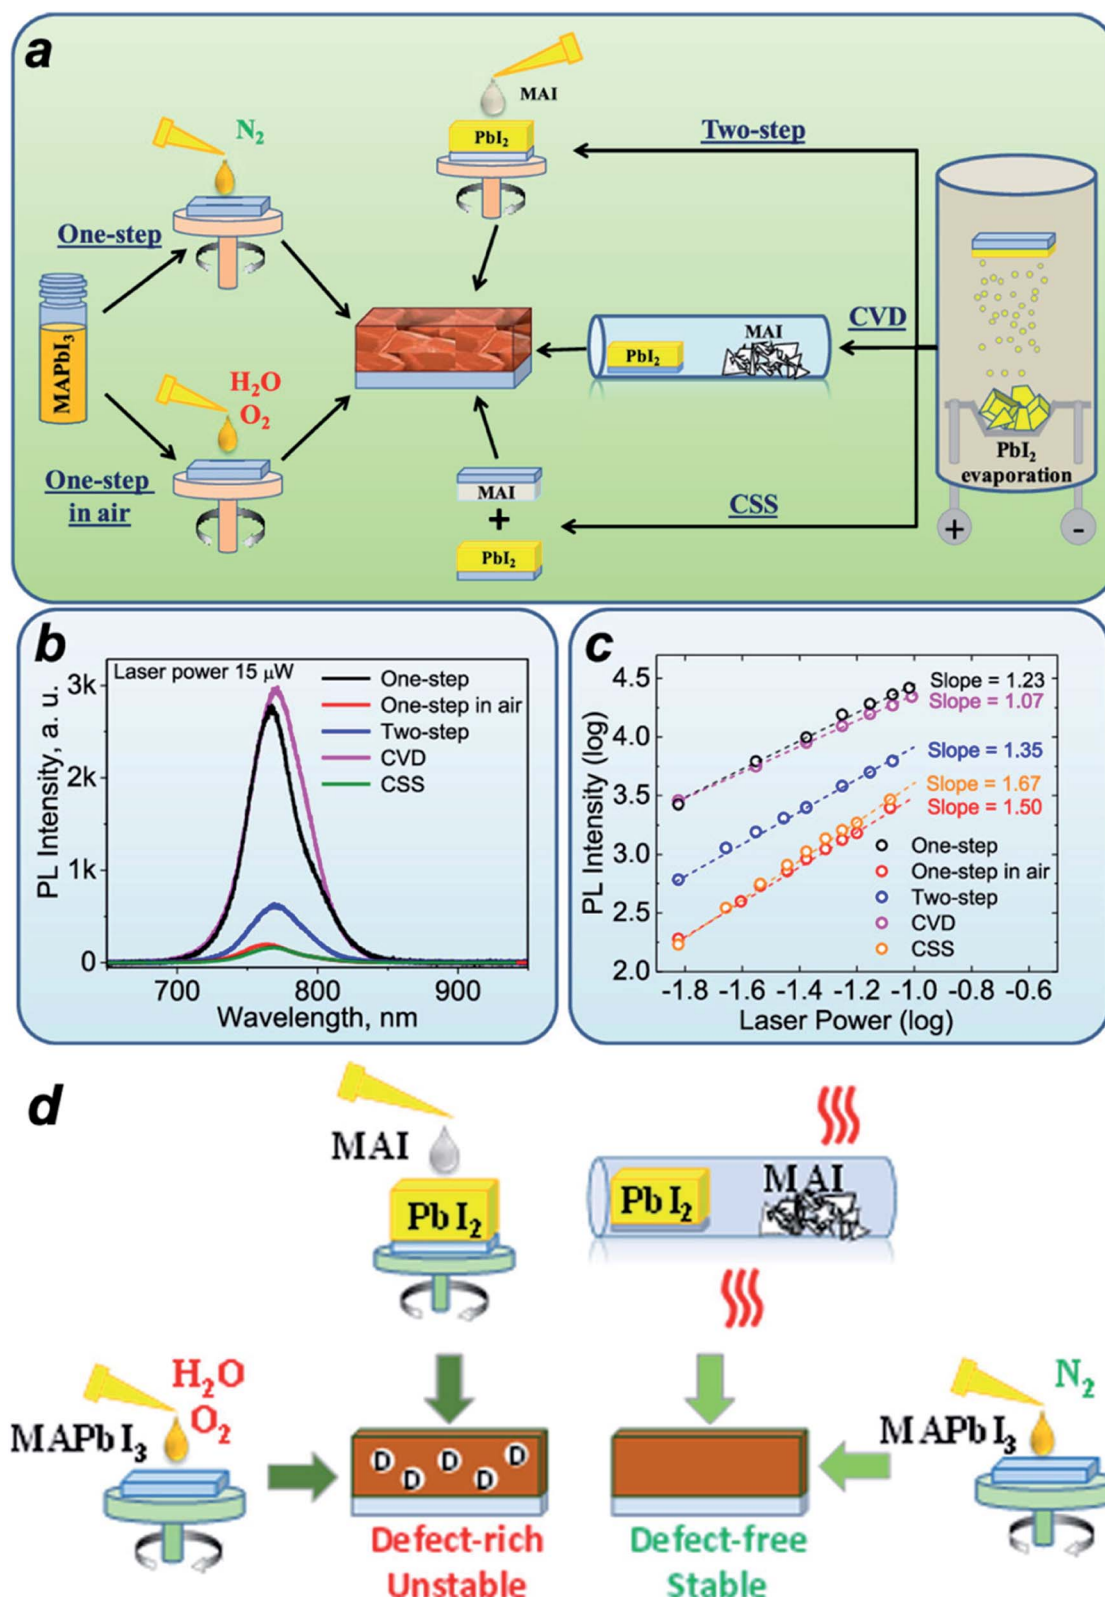 a
MAI
PbI₂
Two-step
N₂
One-step
MAPbI₃
CVD
MAI
PbI₂
H₂O
O₂
One-step
in air
MAI
+
PbI₂
CSS
PbI₂
evaporation
+
-
b
Laser power 15 μW
3k
2k
1k
0
PL Intensity, a. u.
One-step
One-step in air
Two-step
CVD
CSS
700
800
900
Wavelength, nm
c
4.5
4.0
3.5
3.0
2.5
2.0
PL Intensity (log)
Slope = 1.23
Slope = 1.07
Slope = 1.35
Slope = 1.67
Slope = 1.50
One-step
One-step in air
Two-step
CVD
CSS
-1.8 -1.6 -1.4 -1.2 -1.0 -0.8 -0.6
Laser Power (log)
d
MAI
PbI₂
PbI₂
MAI
H₂O
O₂
MAPbI₃
N₂
MAPbI₃
D D D D D
Defect-rich
Unstable
Defect-free
Stable